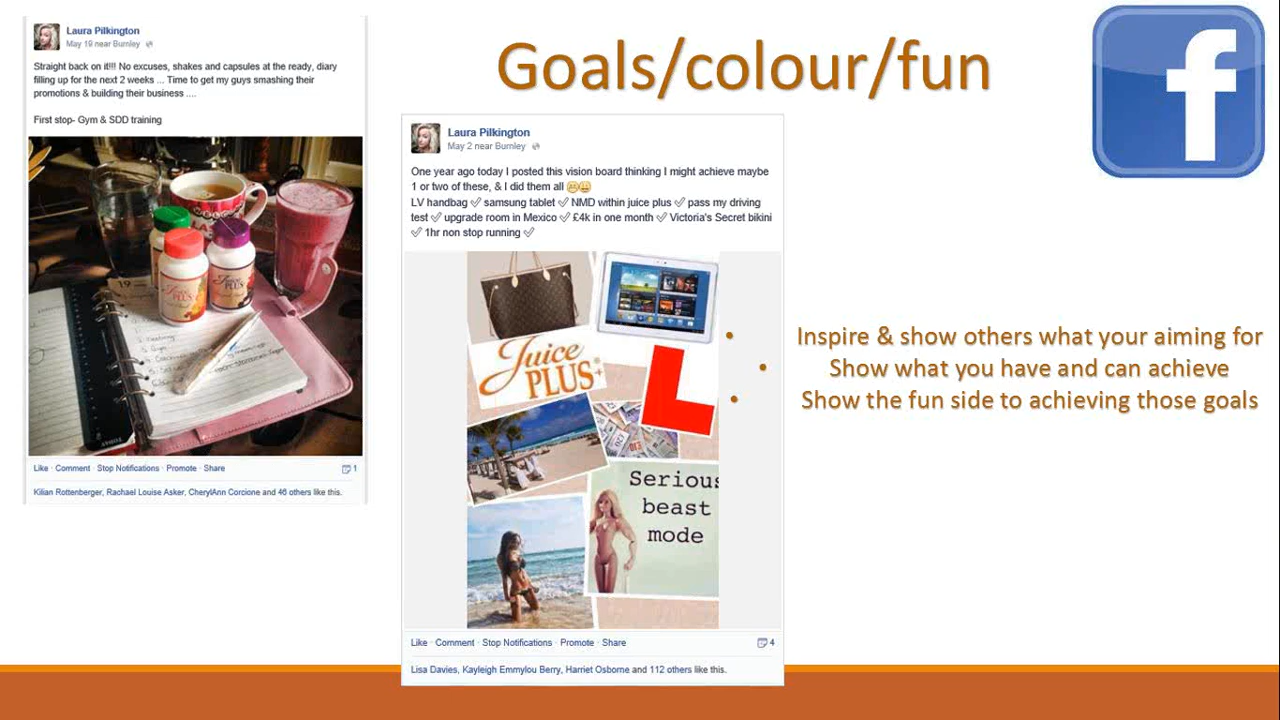 Goals/colour/fun
f
Laura Pilkington
May 19 near Burnley
Straight back on it!!! No excuses, shakes and capsules at the ready, diary
filling up for the next 2 weeks ... Time to get my guys smashing their
promotions & building their business ....
First stop- Gym & SDD training
19
JUICE
PLUS
JUICE
PLUS
Like · Comment · Stop Notifications · Promote · Share
1
Kilian Rottenberger, Rachael Louise Asker, CherylAnn Corcione and 46 others like this.
Laura Pilkington
May 2 near Burnley
One year ago today I posted this vision board thinking I might achieve maybe
1 or two of these, & I did them all 😁😩
LV handbag ✓ samsung tablet ✓ NMD within juice plus ✓ pass my driving
test ✓ upgrade room in Mexico ✓ £4k in one month ✓ Victoria's Secret bikini
✓ 1hr non stop running ✓
Juice
PLUS+
L
Serious
beast
mode
Like · Comment · Stop Notifications · Promote · Share
4
Lisa Davies, Kayleigh Emmylou Berry, Harriet Osborne and 112 others like this.
• Inspire & show others what your aiming for
• Show what you have and can achieve
• Show the fun side to achieving those goals